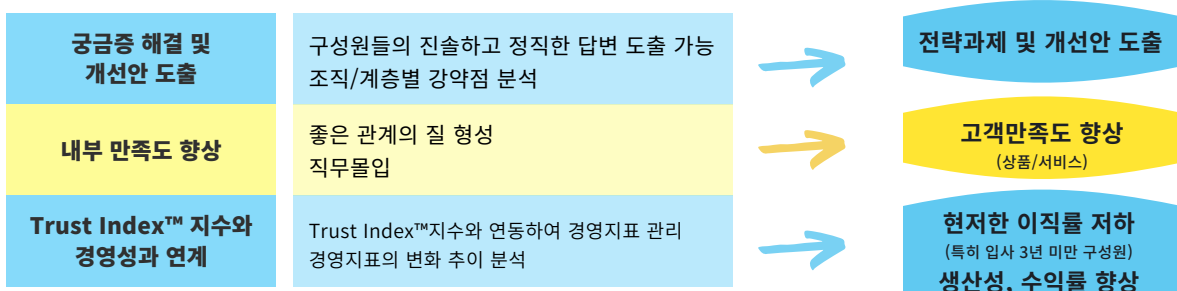 궁금증 해결 및
개선안 도출
구성원들의 진솔하고 정직한 답변 도출 가능
조직/계층별 강약점 분석
전략과제 및 개선안 도출
내부 만족도 향상
좋은 관계의 질 형성
직무몰입
고객만족도 향상
(상품/서비스)
Trust Index™ 지수와
경영성과 연계
Trust Index™지수와 연동하여 경영지표 관리
경영지표의 변화 추이 분석
현저한 이직률 저하
(특히 입사 3년 미만 구성원)
생산성, 수익률 향상